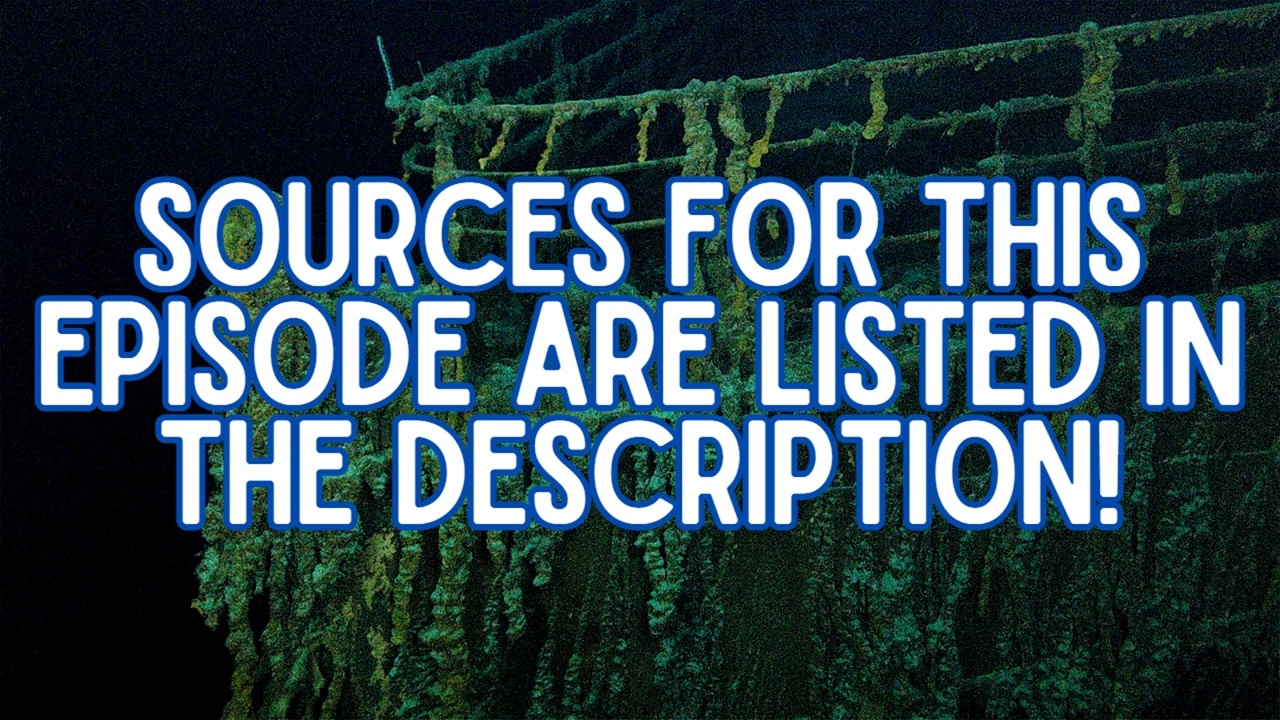 SOURCES FOR THIS
EPISODE ARE LISTED IN
THE DESCRIPTION!